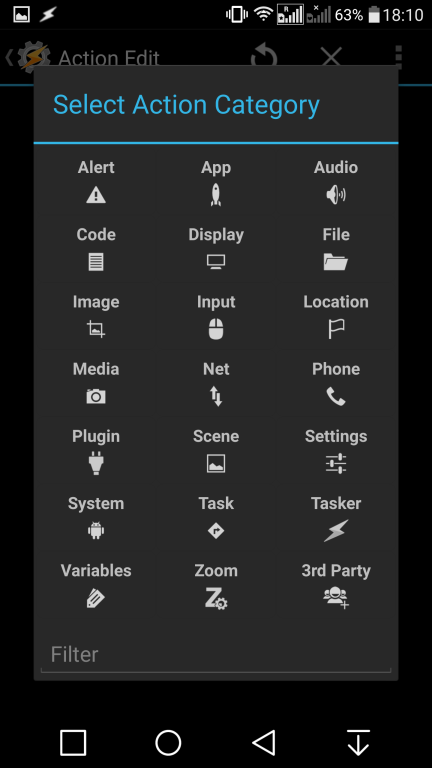 63% 18:10
Action Edit
Select Action Category
Alert App Audio
Code Display File
Image Input Location
Media Net Phone
Plugin Scene Settings
System Task Tasker
Variables Zoom 3rd Party
Filter